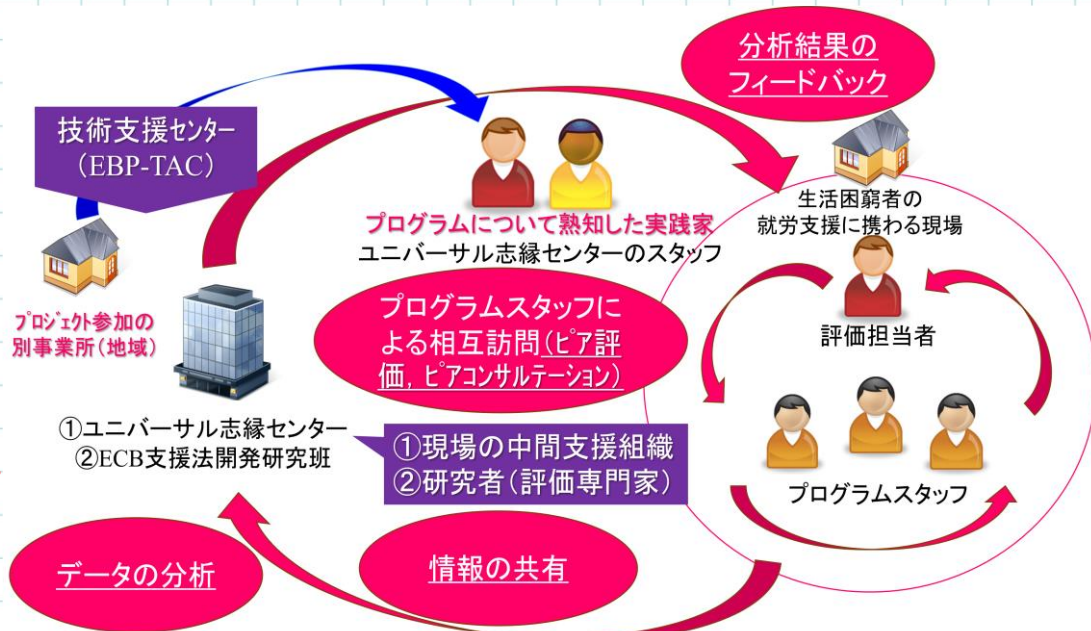 分析結果の
フィードバック
技術支援センター
(EBP-TAC)
プログラムについて熟知した実践家
ユニバーサル志縁センターのスタッフ
生活困窮者の
就労支援に携わる現場
プロジェクト参加の
別事業所(地域)
プログラムスタッフに
よる相互訪問(ピア評
価, ピアコンサルテーション)
評価担当者
①ユニバーサル志縁センター
②ECB支援法開発研究班
①現場の中間支援組織
②研究者(評価専門家)
プログラムスタッフ
データの分析
情報の共有